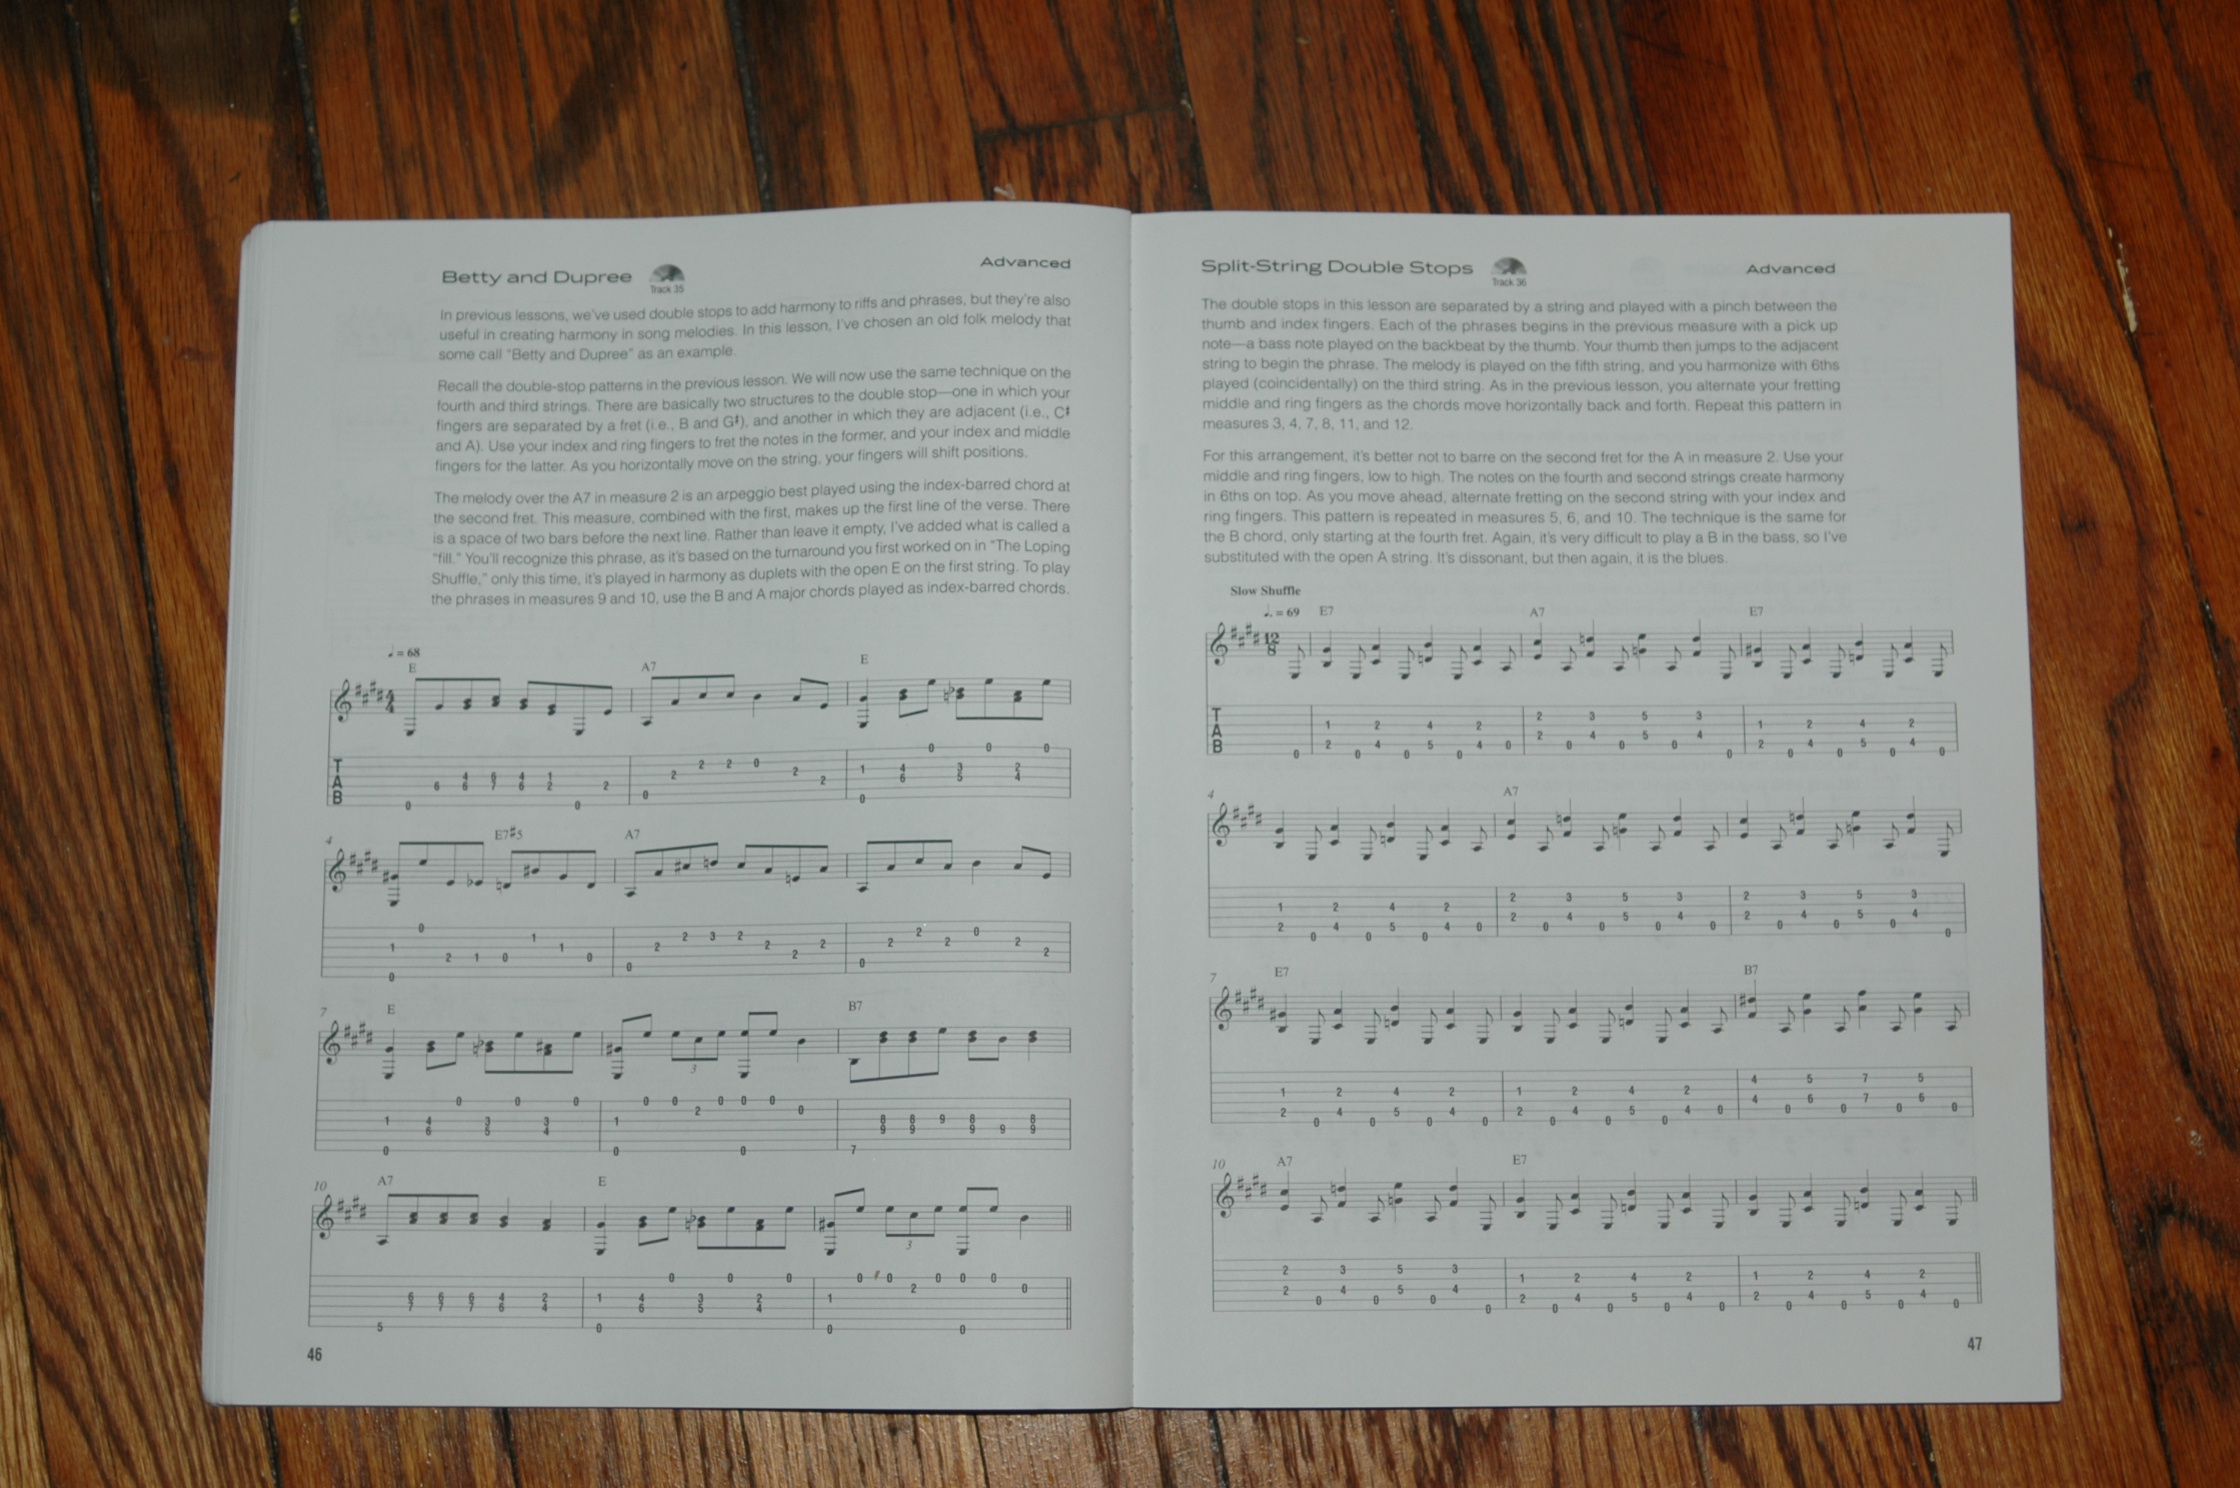 Betty and Dupree
Track 35
Advanced
In previous lessons, we've used double stops to add harmony to riffs and phrases, but they're also
useful in creating harmony in song melodies. In this lesson, I've chosen an old folk melody that
some call "Betty and Dupree" as an example.
Recall the double-stop patterns in the previous lesson. We will now use the same technique on the
fourth and third strings. There are basically two structures to the double stop—one in which your
fingers are separated by a fret (i.e., B and G♯), and another in which they are adjacent (i.e., C♯
and A). Use your index and ring fingers to fret the notes in the former, and your index and middle
fingers for the latter. As you horizontally move on the string, your fingers will shift positions.
The melody over the A7 in measure 2 is an arpeggio best played using the index-barred chord at
the second fret. This measure, combined with the first, makes up the first line of the verse. There
is a space of two bars before the next line. Rather than leave it empty, I've added what is called a
"fill." You'll recognize this phrase, as it's based on the turnaround you first worked on in "The Loping
Shuffle," only this time, it's played in harmony as duplets with the open E on the first string. To play
the phrases in measures 9 and 10, use the B and A major chords played as index-barred chords.
♩ = 68
E A7 E
4 E7♯5 A7
7 E B7
10 A7 E
46
Split-String Double Stops
Track 36
Advanced
The double stops in this lesson are separated by a string and played with a pinch between the
thumb and index fingers. Each of the phrases begins in the previous measure with a pick up
note—a bass note played on the backbeat by the thumb. Your thumb then jumps to the adjacent
string to begin the phrase. The melody is played on the fifth string, and you harmonize with 6ths
played (coincidentally) on the third string. As in the previous lesson, you alternate your fretting
middle and ring fingers as the chords move horizontally back and forth. Repeat this pattern in
measures 3, 4, 7, 8, 11, and 12.
For this arrangement, it's better not to barre on the second fret for the A in measure 2. Use your
middle and ring fingers, low to high. The notes on the fourth and second strings create harmony
in 6ths on top. As you move ahead, alternate fretting on the second string with your index and
ring fingers. This pattern is repeated in measures 5, 6, and 10. The technique is the same for
the B chord, only starting at the fourth fret. Again, it's very difficult to play a B in the bass, so I've
substituted with the open A string. It's dissonant, but then again, it is the blues.
Slow Shuffle
♩. = 69 E7 A7 E7
4 A7
7 E7 B7
10 A7 E7
47